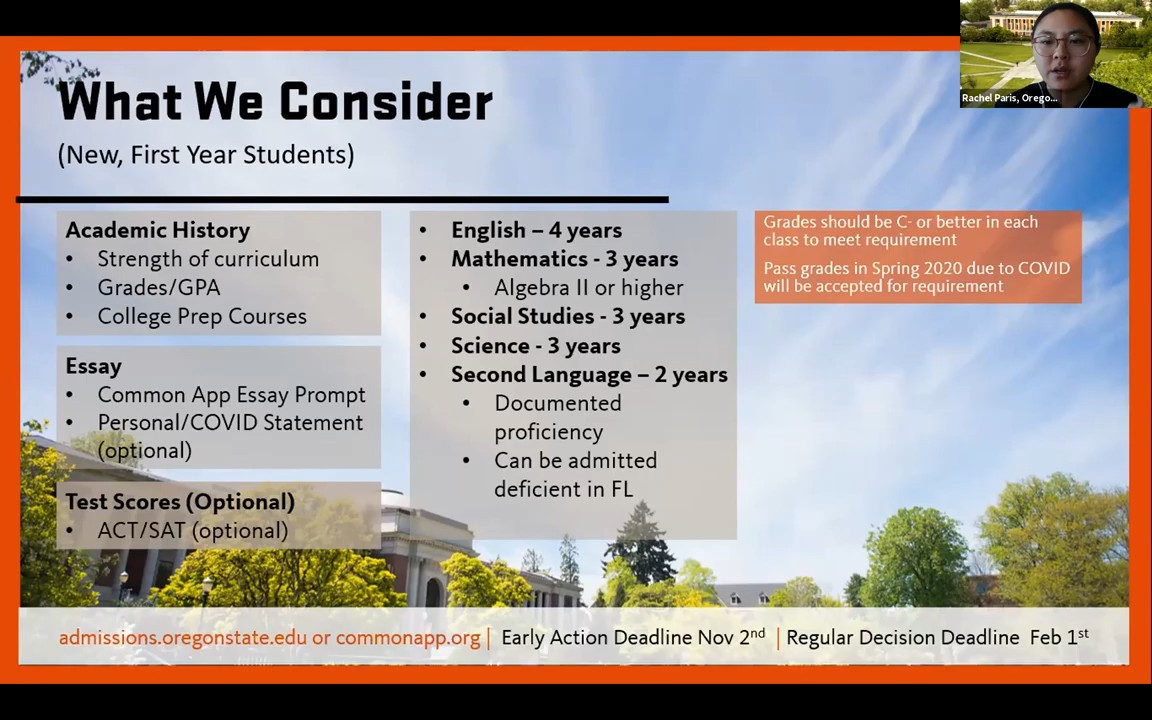 What We Consider
(New, First Year Students)
Academic History
• Strength of curriculum
• Grades/GPA
• College Prep Courses
Essay
• Common App Essay Prompt
• Personal/COVID Statement
(optional)
Test Scores (Optional)
• ACT/SAT (optional)
• English – 4 years
• Mathematics - 3 years
• Algebra II or higher
• Social Studies - 3 years
• Science - 3 years
• Second Language – 2 years
• Documented
proficiency
• Can be admitted
deficient in FL
Grades should be C- or better in each
class to meet requirement
Pass grades in Spring 2020 due to COVID
will be accepted for requirement
admissions.oregonstate.edu or commonapp.org | Early Action Deadline Nov 2nd | Regular Decision Deadline Feb 1st
Rachel Paris, Orego...